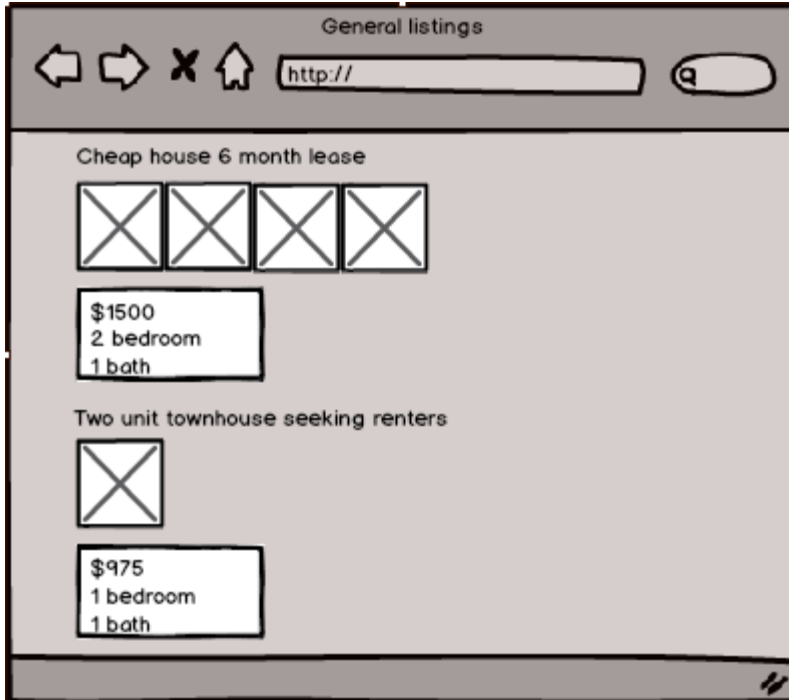 General listings
http://
Cheap house 6 month lease
$1500
2 bedroom
1 bath
Two unit townhouse seeking renters
$975
1 bedroom
1 bath